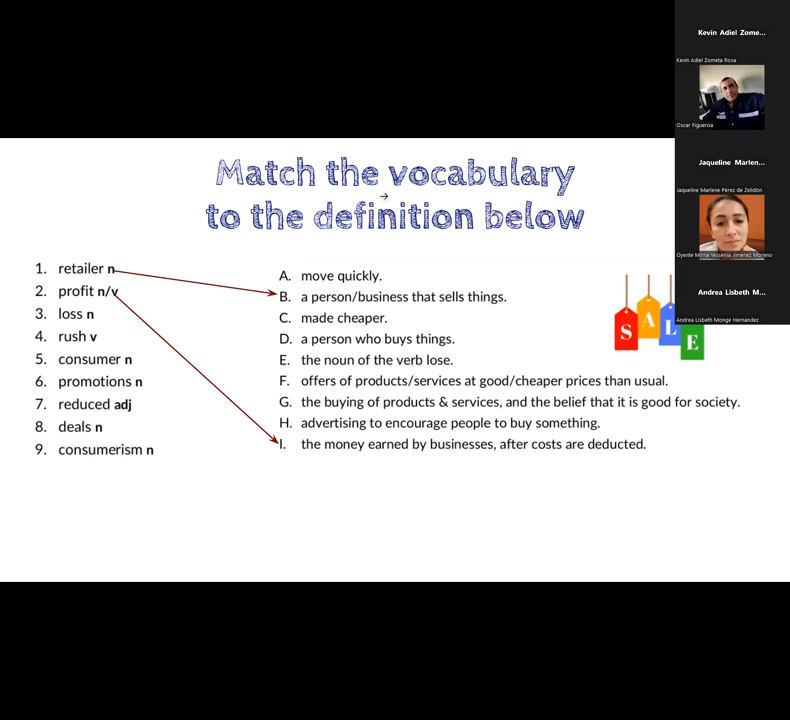 Match the vocabulary
to the definition below
1. retailer n
2. profit n/v
3. loss n
4. rush v
5. consumer n
6. promotions n
7. reduced adj
8. deals n
9. consumerism n
A. move quickly.
B. a person/business that sells things.
C. made cheaper.
D. a person who buys things.
E. the noun of the verb lose.
F. offers of products/services at good/cheaper prices than usual.
G. the buying of products & services, and the belief that it is good for society.
H. advertising to encourage people to buy something.
I. the money earned by businesses, after costs are deducted.
SALE
Kevin Adiel Zome...
Kevin Adiel Zometa Rosa
Oscar Figueroa
Jaqueline Marlen...
Jaqueline Marlene Pérez de Zelidón
Oyente Mirna Yessenia Jiménez Moreno
Andrea Lisbeth M...
Andrea Lisbeth Monge Hernandez